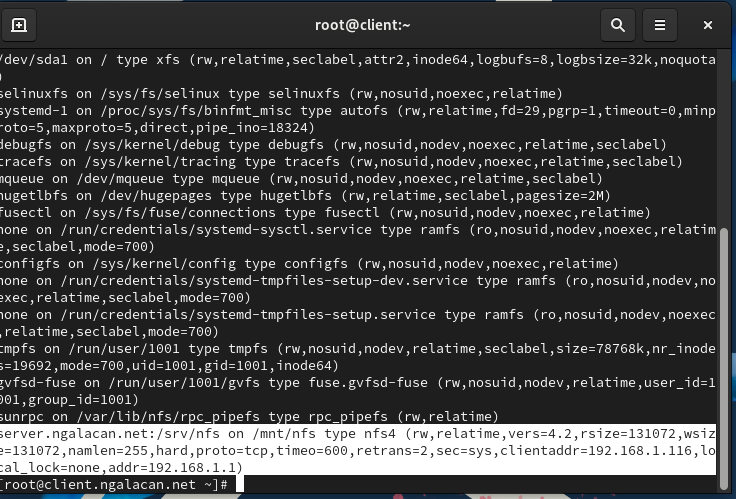 root@client:~
/dev/sda1 on / type xfs (rw,relatime,seclabel,attr2,inode64,logbufs=8,logbsize=32k,noquota
)
selinuxfs on /sys/fs/selinux type selinuxfs (rw,nosuid,noexec,relatime)
systemd-1 on /proc/sys/fs/binfmt_misc type autofs (rw,relatime,fd=29,pgrp=1,timeout=0,minp
roto=5,maxproto=5,direct,pipe_ino=18324)
debugfs on /sys/kernel/debug type debugfs (rw,nosuid,nodev,noexec,relatime,seclabel)
tracefs on /sys/kernel/tracing type tracefs (rw,nosuid,nodev,noexec,relatime,seclabel)
mqueue on /dev/mqueue type mqueue (rw,nosuid,nodev,noexec,relatime,seclabel)
hugetlbfs on /dev/hugepages type hugetlbfs (rw,relatime,seclabel,pagesize=2M)
fusectl on /sys/fs/fuse/connections type fusectl (rw,nosuid,nodev,noexec,relatime)
none on /run/credentials/systemd-sysctl.service type ramfs (ro,nosuid,nodev,noexec,relatim
e,seclabel,mode=700)
configfs on /sys/kernel/config type configfs (rw,nosuid,nodev,noexec,relatime)
none on /run/credentials/systemd-tmpfiles-setup-dev.service type ramfs (ro,nosuid,nodev,no
exec,relatime,seclabel,mode=700)
none on /run/credentials/systemd-tmpfiles-setup.service type ramfs (ro,nosuid,nodev,noexec
,relatime,seclabel,mode=700)
tmpfs on /run/user/1001 type tmpfs (rw,nosuid,nodev,relatime,seclabel,size=78768k,nr_inode
s=19692,mode=700,uid=1001,gid=1001,inode64)
gvfsd-fuse on /run/user/1001/gvfs type fuse.gvfsd-fuse (rw,nosuid,nodev,relatime,user_id=1
001,group_id=1001)
sunrpc on /var/lib/nfs/rpc_pipefs type rpc_pipefs (rw,relatime)
server.ngalacan.net:/srv/nfs on /mnt/nfs type nfs4 (rw,relatime,vers=4.2,rsize=131072,wsiz
e=131072,namlen=255,hard,proto=tcp,timeo=600,retrans=2,sec=sys,clientaddr=192.168.1.116,lo
cal_lock=none,addr=192.168.1.1)
[root@client.ngalacan.net ~]#